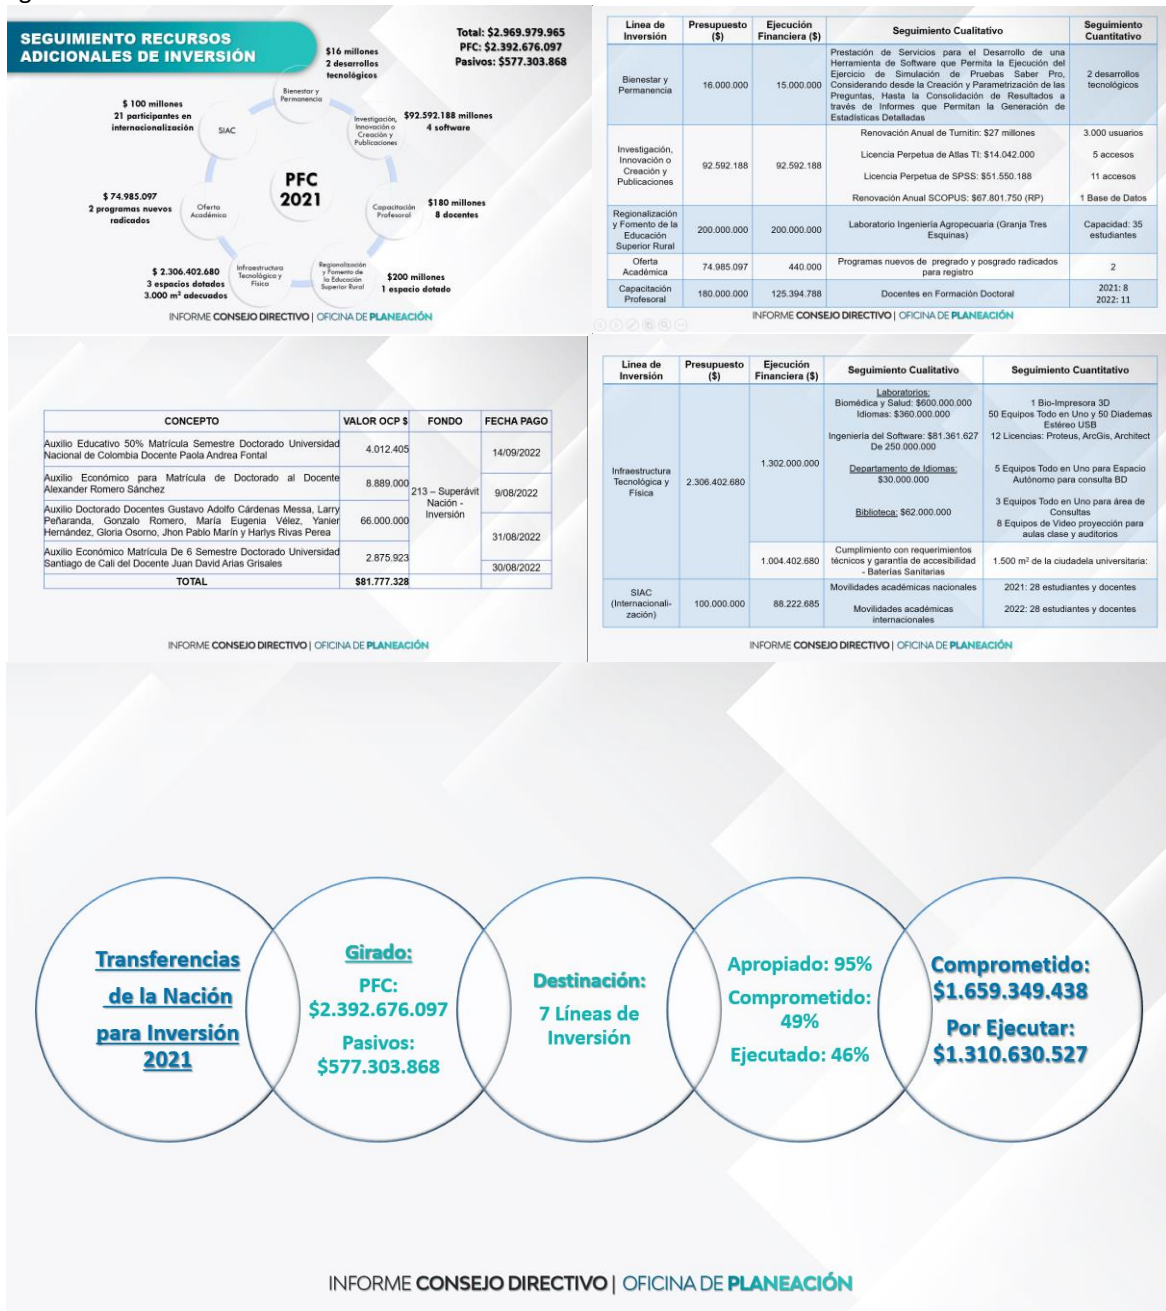 SEGUIMIENTO RECURSOS
ADICIONALES DE INVERSIÓN
Total: $2.969.979.965
PFC: $2.392.676.097
Pasivos: $577.303.868
$16 millones
2 desarrollos
tecnológicos
Bienestar y
Permanencia
$92.592.188 millones
4 software
Investigación,
Innovación o
Creación y
Publicaciones
$180 millones
8 docentes
Capacitación
Profesoral
$200 millones
1 espacio dotado
Regionalización
y Fomento de
la Educación
Superior Rural
$ 2.306.402.680
3 espacios dotados
3.000 m² adecuados
Infraestructura
Tecnológica y
Física
$ 74.985.097
2 programas nuevos
radicados
Oferta
Académica
$ 100 millones
21 participantes en
internacionalización
SIAC
PFC
2021
INFORME CONSEJO DIRECTIVO | OFICINA DE PLANEACIÓN
Linea de
Inversión
Presupuesto
($)
Ejecución
Financiera ($)
Seguimiento Cualitativo
Seguimiento
Cuantitativo
Bienestar y
Permanencia
16.000.000
15.000.000
Prestación de Servicios para el Desarrollo de una
Herramienta de Software que Permita la Ejecución del
Ejercicio de Simulación de Pruebas Saber Pro,
Considerando desde la Creación y Parametrización de las
Preguntas, Hasta la Consolidación de Resultados a
través de Informes que Permitan la Generación de
Estadísticas Detalladas
2 desarrollos
tecnológicos
Investigación,
Innovación o
Creación y
Publicaciones
92.592.188
92.592.188
Renovación Anual de Turnitin: $27 millones
3.000 usuarios
Licencia Perpetua de Atlas TI: $14.042.000
5 accesos
Licencia Perpetua de SPSS: $51.550.188
11 accesos
Renovación Anual SCOPUS: $67.801.750 (RP)
1 Base de Datos
Regionalización
y Fomento de la
Educación
Superior Rural
200.000.000
200.000.000
Laboratorio Ingeniería Agropecuaria (Granja Tres
Esquinas)
Capacidad: 35
estudiantes
Oferta
Académica
74.985.097
440.000
Programas nuevos de pregrado y posgrado radicados
para registro
2
Capacitación
Profesoral
180.000.000
125.394.788
Docentes en Formación Doctoral
2021: 8
2022: 11
INFORME CONSEJO DIRECTIVO | OFICINA DE PLANEACIÓN
CONCEPTO
VALOR OCP $
FONDO
FECHA PAGO
Auxilio Educativo 50% Matrícula Semestre Doctorado Universidad
Nacional de Colombia Docente Paola Andrea Fontal
4.012.405
14/09/2022
Auxilio Económico para Matrícula de Doctorado al Docente
Alexander Romero Sánchez
8.889.000
9/08/2022
213 – Superávit
Nación -
Inversión
Auxilio Doctorado Docentes Gustavo Adolfo Cárdenas Messa, Larry
Peñaranda, Gonzalo Romero, María Eugenia Vélez, Yanier
Hernández, Gloria Osorno, Jhon Pablo Marín y Harlys Rivas Perea
66.000.000
31/08/2022
Auxilio Económico Matrícula De 6 Semestre Doctorado Universidad
Santiago de Cali del Docente Juan David Arias Grisales
2.875.923
30/08/2022
TOTAL
$81.777.328
INFORME CONSEJO DIRECTIVO | OFICINA DE PLANEACIÓN
Linea de
Inversión
Presupuesto
($)
Ejecución
Financiera ($)
Seguimiento Cualitativo
Seguimiento Cuantitativo
Infraestructura
Tecnológica y
Física
2.306.402.680
1.302.000.000
Laboratorios:
Biomédica y Salud: $600.000.000
Idiomas: $360.000.000
Ingeniería del Software: $81.361.627
De 250.000.000
Departamento de Idiomas:
$30.000.000
Biblioteca: $62.000.000
1 Bio-Impresora 3D
50 Equipos Todo en Uno y 50 Diademas
Estéreo USB
12 Licencias: Proteus, ArcGis, Architect
5 Equipos Todo en Uno para Espacio
Autónomo para consulta BD
3 Equipos Todo en Uno para área de
Consultas
8 Equipos de Video proyección para
aulas clase y auditorios
1.004.402.680
Cumplimiento con requerimientos
técnicos y garantía de accesibilidad
- Baterías Sanitarias
1.500 m² de la ciudadela universitaria:
SIAC
(Internacionali-
zación)
100.000.000
88.222.685
Movilidades académicas nacionales
Movilidades académicas
internacionales
2021: 28 estudiantes y docentes
2022: 28 estudiantes y docentes
INFORME CONSEJO DIRECTIVO | OFICINA DE PLANEACIÓN
Transferencias
de la Nación
para Inversión
2021
Girado:
PFC:
$2.392.676.097
Pasivos:
$577.303.868
Destinación:
7 Líneas de
Inversión
Apropiado: 95%
Comprometido:
49%
Ejecutado: 46%
Comprometido:
$1.659.349.438
Por Ejecutar:
$1.310.630.527
INFORME CONSEJO DIRECTIVO | OFICINA DE PLANEACIÓN